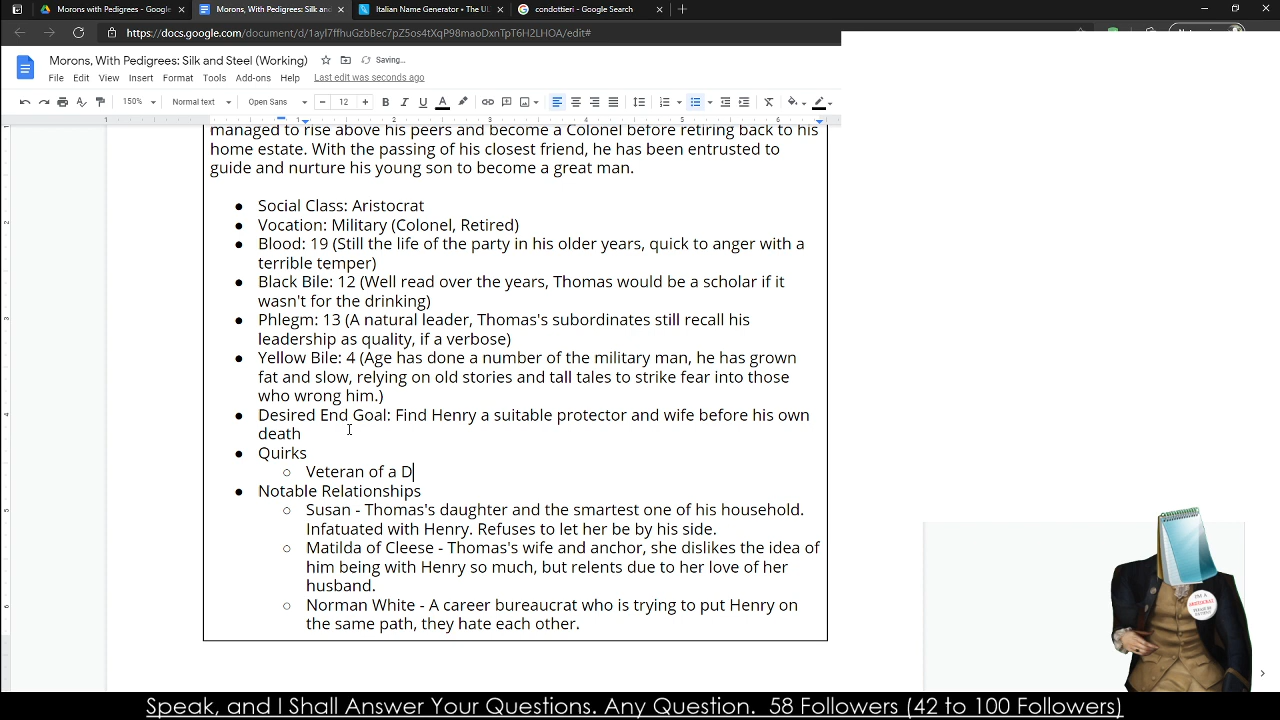 Morons with Pedigrees - Google
Morons, With Pedigrees: Silk and
Italian Name Generator • The UL
condottieri - Google Search
https://docs.google.com/document/d/1ayI7ffhuGzbBec7pZ5os4tXqP98maoDxnTpT6H2LHOA/edit#
Morons, With Pedigrees: Silk and Steel (Working)
Saving...
File Edit View Insert Format Tools Add-ons Help Last edit was seconds ago
150% Normal text Open Sans 12
managed to rise above his peers and become a Colonel before retiring back to his
home estate. With the passing of his closest friend, he has been entrusted to
guide and nurture his young son to become a great man.
● Social Class: Aristocrat
● Vocation: Military (Colonel, Retired)
● Blood: 19 (Still the life of the party in his older years, quick to anger with a
terrible temper)
● Black Bile: 12 (Well read over the years, Thomas would be a scholar if it
wasn't for the drinking)
● Phlegm: 13 (A natural leader, Thomas's subordinates still recall his
leadership as quality, if a verbose)
● Yellow Bile: 4 (Age has done a number of the military man, he has grown
fat and slow, relying on old stories and tall tales to strike fear into those
who wrong him.)
● Desired End Goal: Find Henry a suitable protector and wife before his own
death
● Quirks
○ Veteran of a D
● Notable Relationships
○ Susan - Thomas's daughter and the smartest one of his household.
Infatuated with Henry. Refuses to let her be by his side.
○ Matilda of Cleese - Thomas's wife and anchor, she dislikes the idea of
him being with Henry so much, but relents due to her love of her
husband.
○ Norman White - A career bureaucrat who is trying to put Henry on
the same path, they hate each other.
I'M A
ARISTOCRAT
Speak, and I Shall Answer Your Questions. Any Question. 58 Followers (42 to 100 Followers)